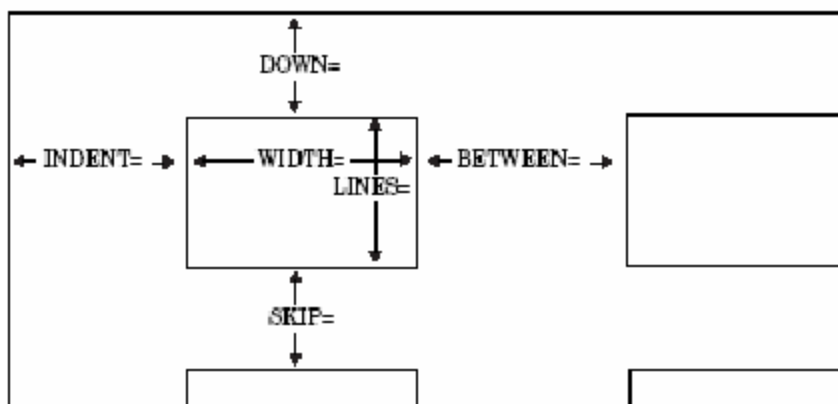 DOWN=
INDENT=
WIDTH=
BETWEEN=
LINES=
SKIP=